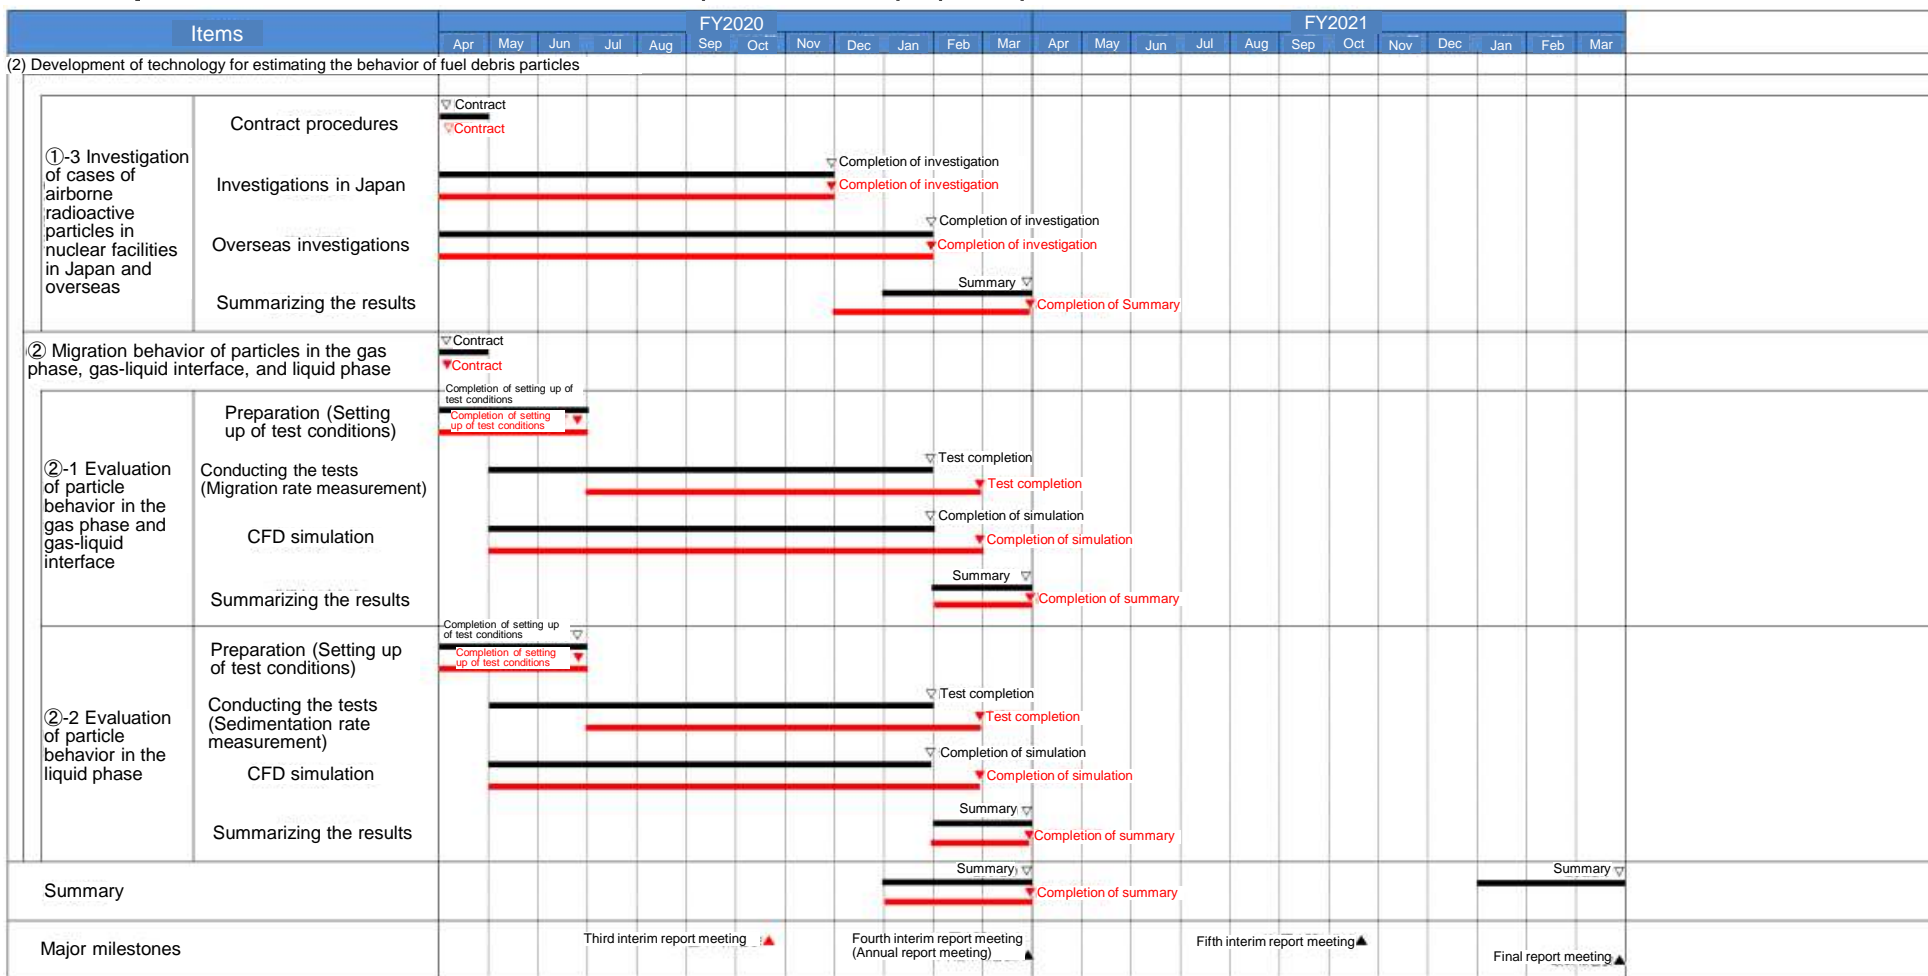 Items
FY2020
FY2021
Apr May Jun Jul Aug Sep Oct Nov Dec Jan Feb Mar Apr May Jun Jul Aug Sep Oct Nov Dec Jan Feb Mar
(2) Development of technology for estimating the behavior of fuel debris particles
①-3 Investigation
of cases of
airborne
radioactive
particles in
nuclear facilities
in Japan and
overseas
Contract procedures
▽Contract
▽Contract
Investigations in Japan
▽Completion of investigation
▼Completion of investigation
Overseas investigations
▽Completion of investigation
▼Completion of investigation
Summarizing the results
Summary ▽
▼Completion of Summary
② Migration behavior of particles in the gas
phase, gas-liquid interface, and liquid phase
▽Contract
▼Contract
②-1 Evaluation
of particle
behavior in the
gas phase and
gas-liquid
interface
Preparation (Setting
up of test conditions)
Completion of setting up of
test conditions
Completion of setting
up of test conditions ▼
Conducting the tests
(Migration rate measurement)
▽Test completion
▼Test completion
CFD simulation
▽Completion of simulation
▼Completion of simulation
Summarizing the results
Summary ▽
▼Completion of summary
②-2 Evaluation
of particle
behavior in the
liquid phase
Preparation (Setting up
of test conditions)
Completion of setting up
of test conditions ▽
Completion of setting
up of test conditions ▼
Conducting the tests
(Sedimentation rate
measurement)
▽Test completion
▼Test completion
CFD simulation
▽Completion of simulation
▼Completion of simulation
Summarizing the results
Summary ▽
▼Completion of summary
Summary
Summary ▽
▼Completion of summary
Summary ▽
Major milestones
Third interim report meeting ▲
Fourth interim report meeting
(Annual report meeting) ▲
Fifth interim report meeting▲
Final report meeting▲